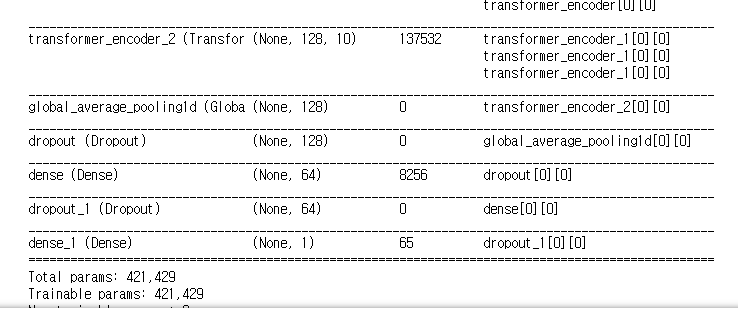 transformer_encoder[0][0]
transformer_encoder_2 (Transfor (None, 128, 10) 137532 transformer_encoder_1[0][0]
transformer_encoder_1[0][0]
transformer_encoder_1[0][0]
global_average_pooling1d (Globa (None, 128) 0 transformer_encoder_2[0][0]
dropout (Dropout) (None, 128) 0 global_average_pooling1d[0][0]
dense (Dense) (None, 64) 8256 dropout[0][0]
dropout_1 (Dropout) (None, 64) 0 dense[0][0]
dense_1 (Dense) (None, 1) 65 dropout_1[0][0]
Total params: 421,429
Trainable params: 421,429